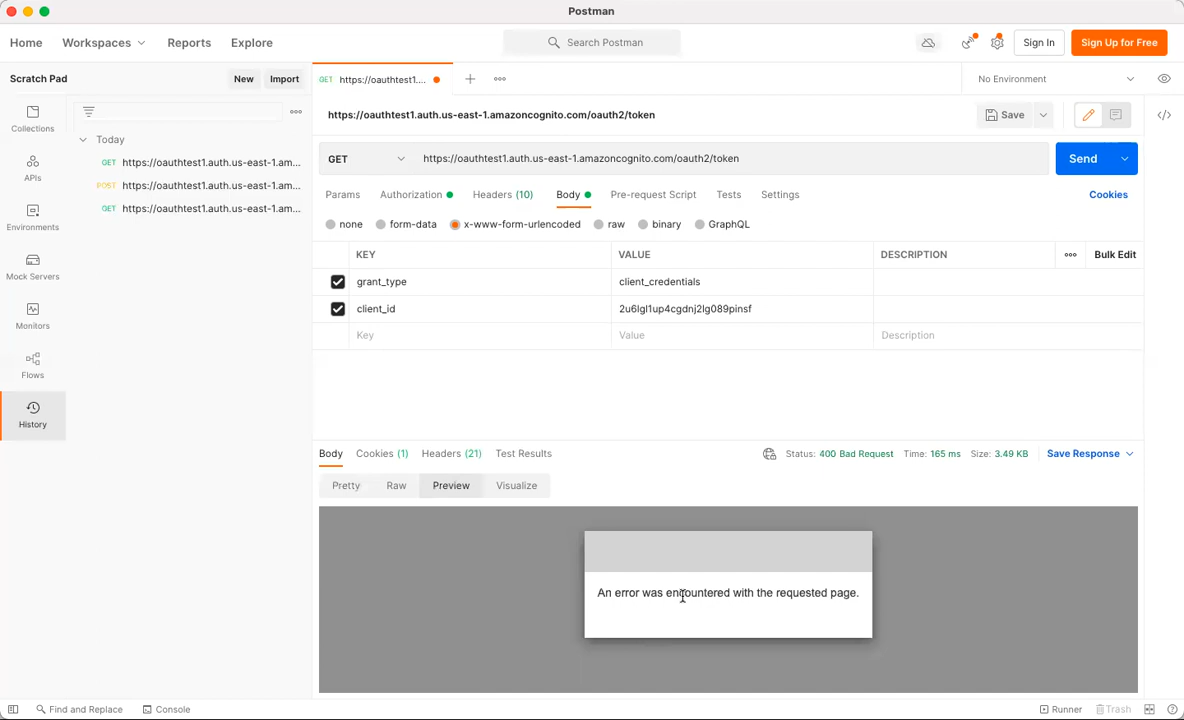 Postman
Home Workspaces Reports Explore Search Postman Sign In Sign Up for Free
Scratch Pad New Import GET https://oauthtest1.... No Environment
https://oauthtest1.auth.us-east-1.amazoncognito.com/oauth2/token Save
Collections
Today
GET https://oauthtest1.auth.us-east-1.am...
POST https://oauthtest1.auth.us-east-1.am...
GET https://oauthtest1.auth.us-east-1.am...
APIs
Environments
Mock Servers
Monitors
Flows
History
GET https://oauthtest1.auth.us-east-1.amazoncognito.com/oauth2/token Send
Params Authorization Headers (10) Body Pre-request Script Tests Settings Cookies
none form-data x-www-form-urlencoded raw binary GraphQL
KEY VALUE DESCRIPTION Bulk Edit
grant_type client_credentials
client_id 2u6lgl1up4cgdnj2lg089pinsf
Key Value Description
Body Cookies (1) Headers (21) Test Results Status: 400 Bad Request Time: 165 ms Size: 3.49 KB Save Response
Pretty Raw Preview Visualize
An error was encountered with the requested page.
Find and Replace Console Runner Trash